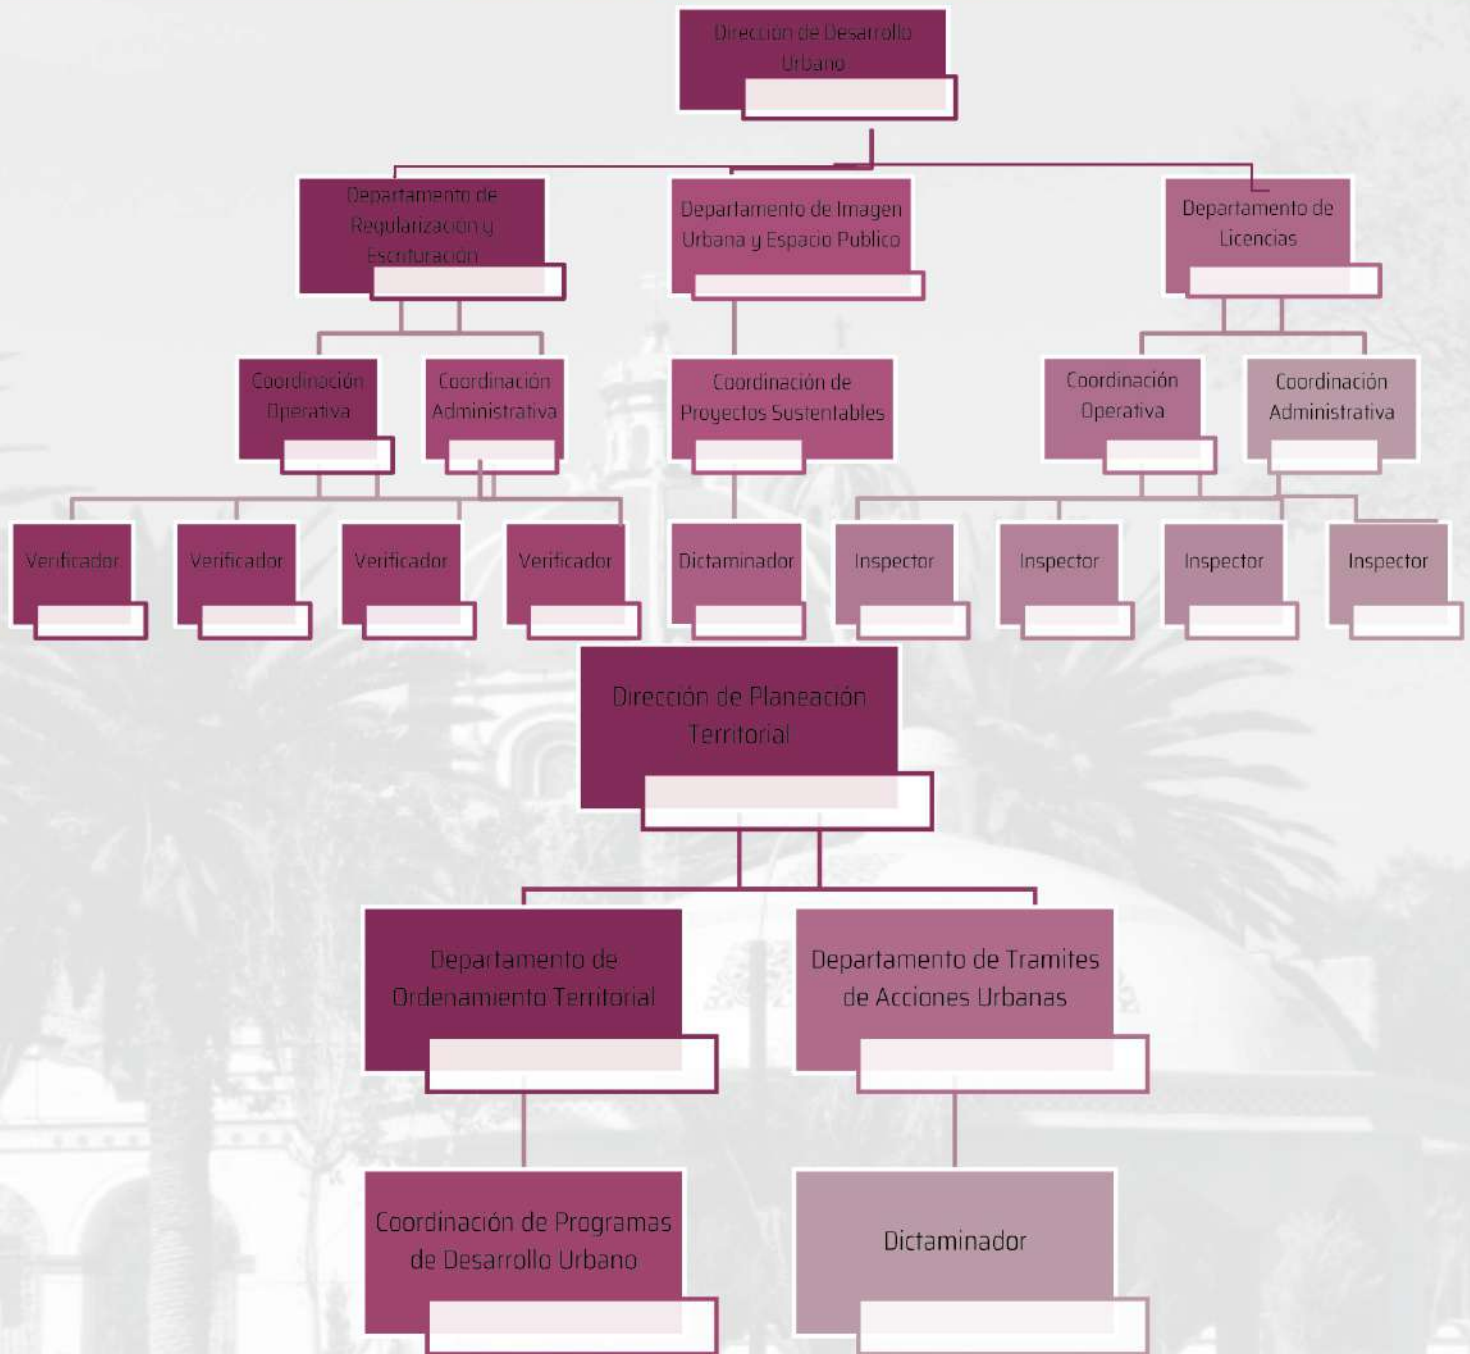 Dirección de Desarrollo
Urbano
Departamento de
Regularización y
Escrituración
Departamento de Imagen
Urbana y Espacio Publico
Departamento de
Licencias
Coordinación
Operativa
Coordinación
Administrativa
Coordinación de
Proyectos Sustentables
Coordinación
Operativa
Coordinación
Administrativa
Verificador
Verificador
Verificador
Verificador
Dictaminador
Inspector
Inspector
Inspector
Inspector
Dirección de Planeación
Territorial
Departamento de
Ordenamiento Territorial
Departamento de Tramites
de Acciones Urbanas
Coordinación de Programas
de Desarrollo Urbano
Dictaminador